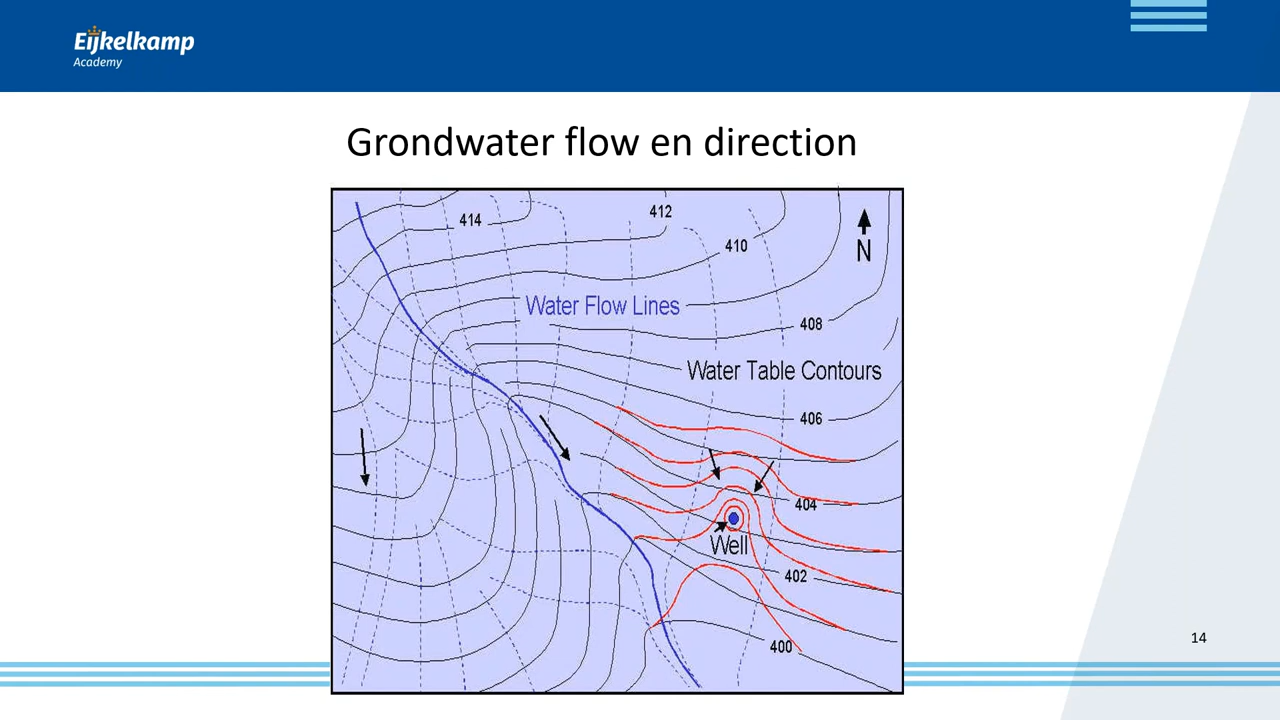 Eijkelkamp
Academy
Grondwater flow en direction
414
412
410
N
Water Flow Lines
408
Water Table Contours
406
404
Well
402
400
14